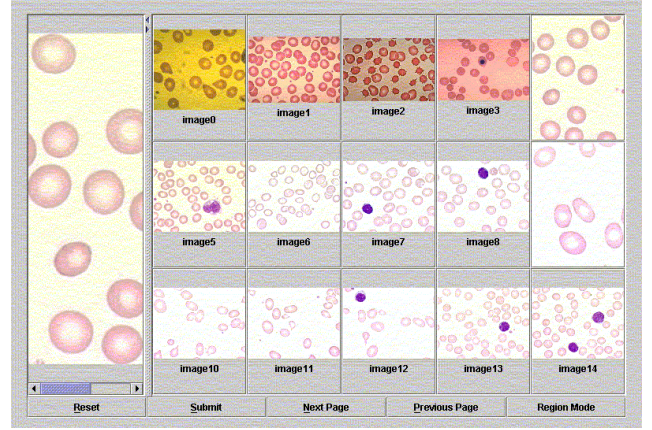 image0
image1
image2
image3
image5
image6
image7
image8
image10
image11
image12
image13
image14
Reset
Submit
Next Page
Previous Page
Region Mode